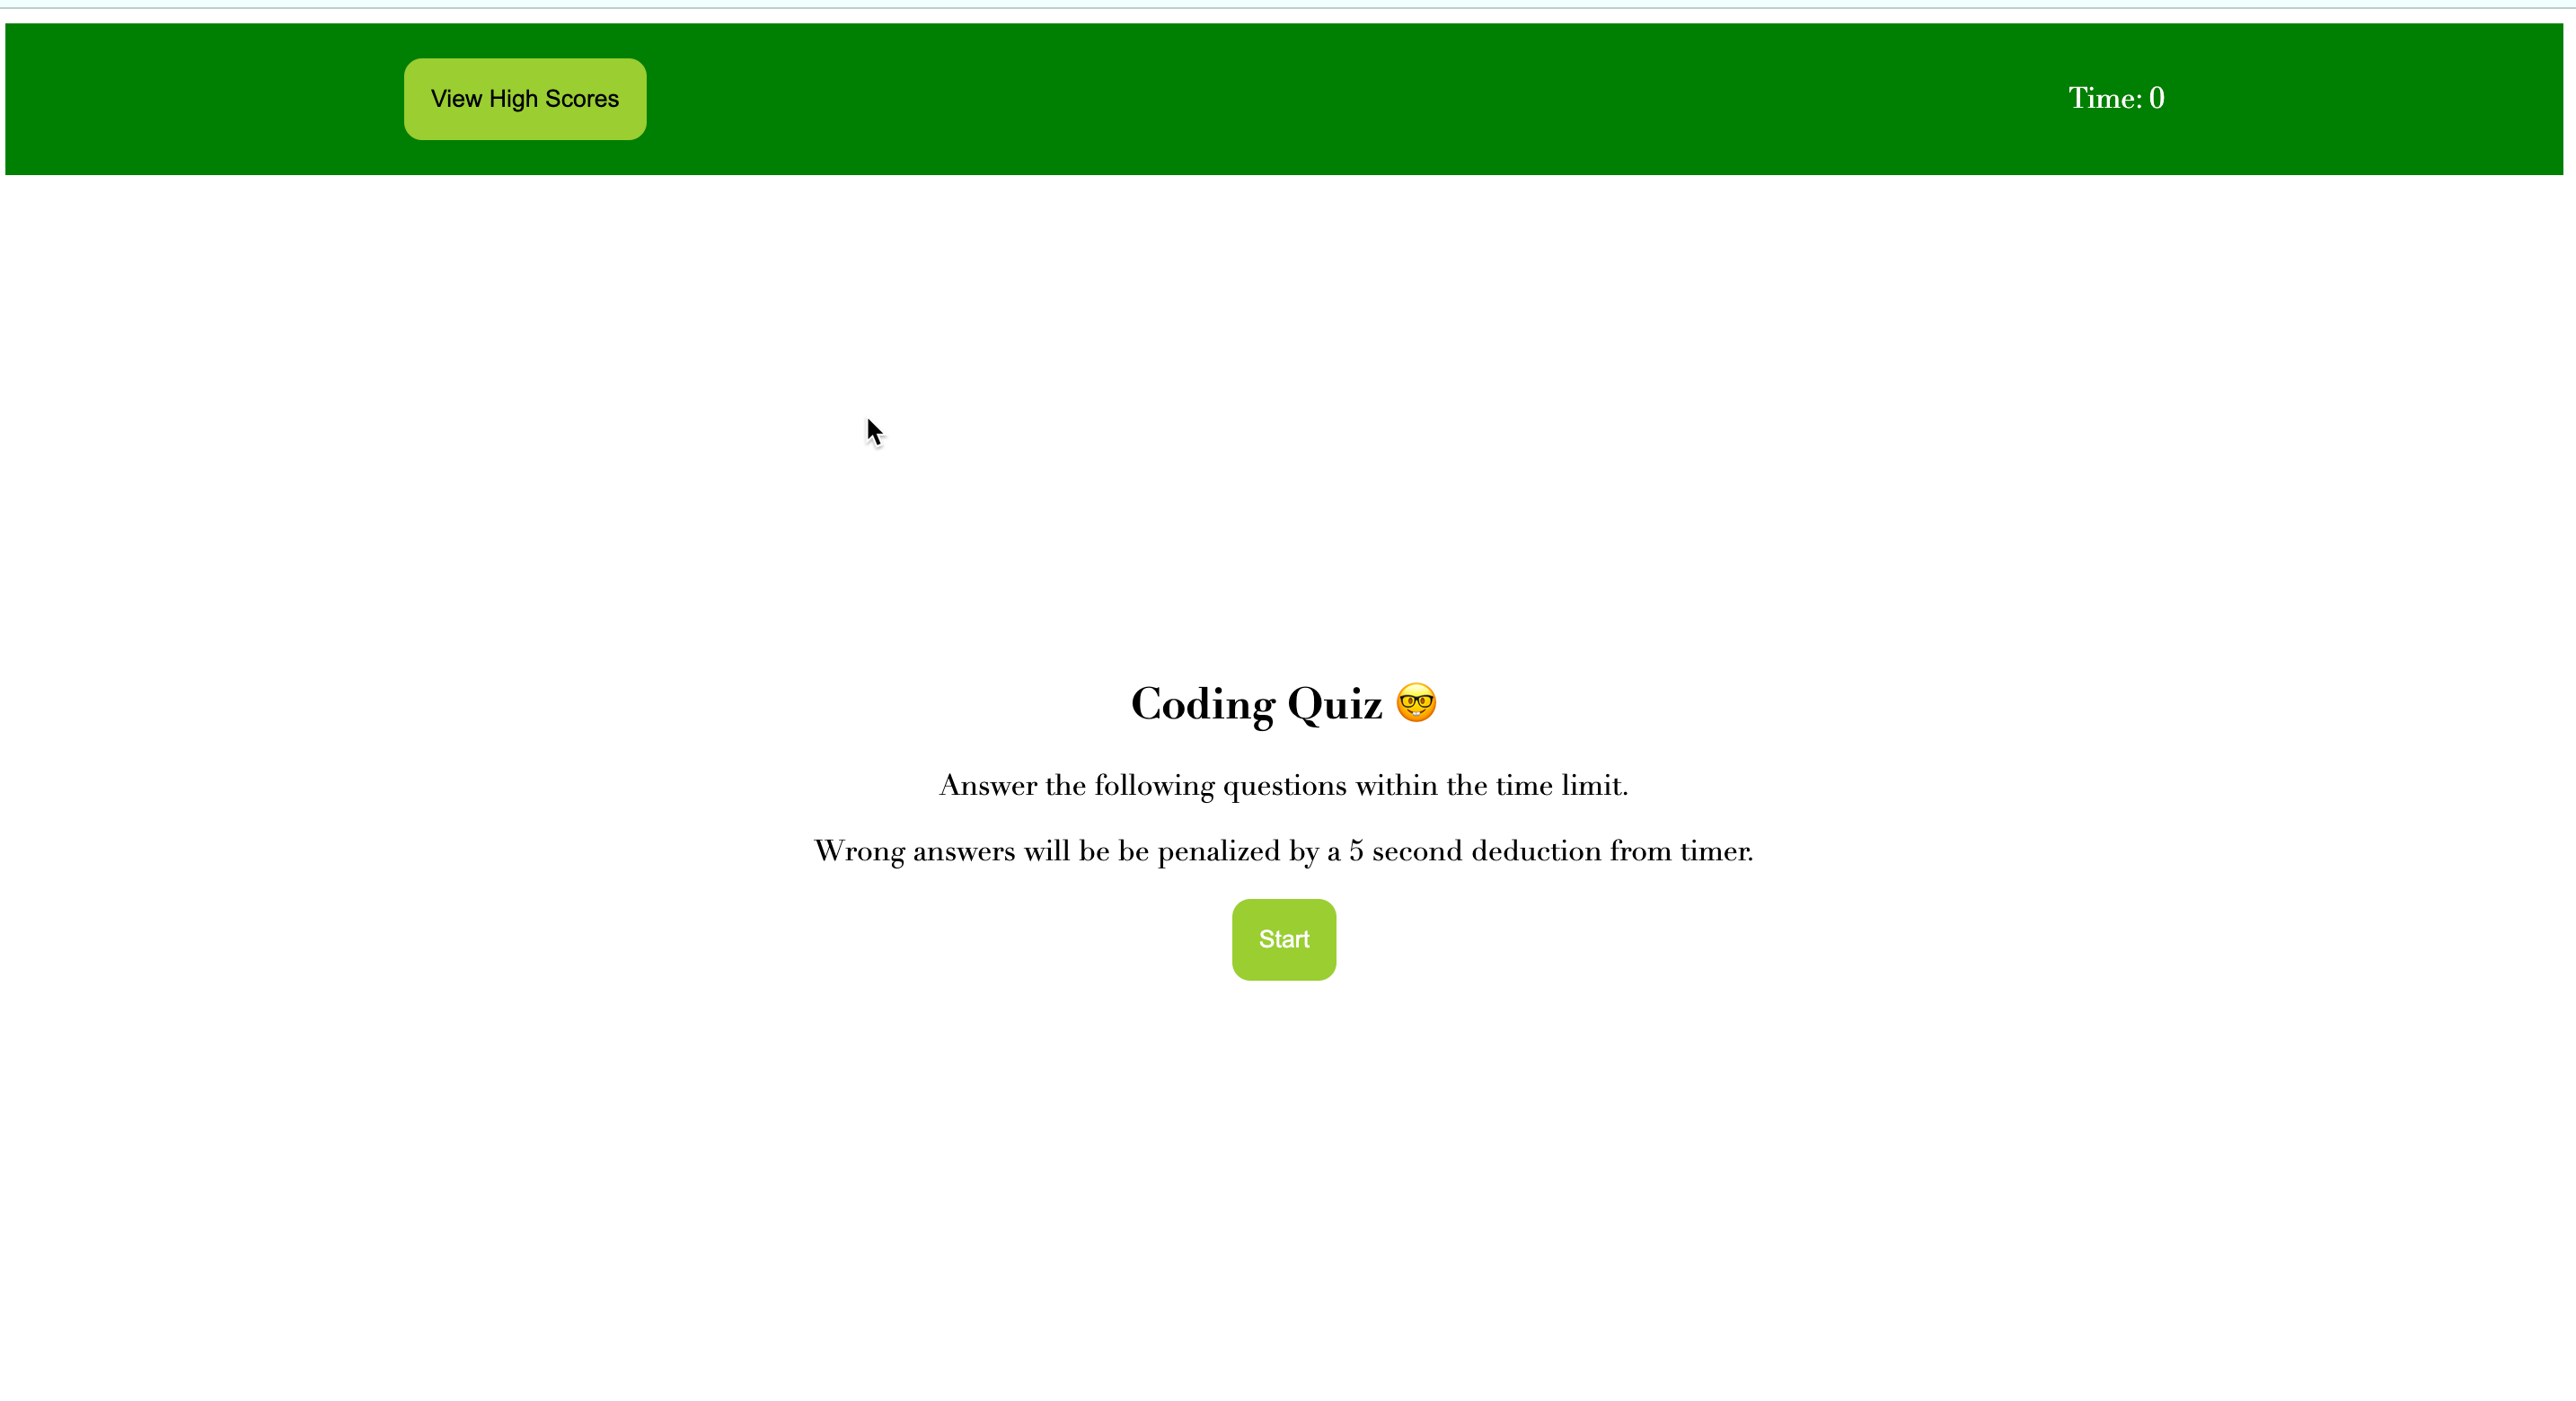 View High Scores
Time: 0
Coding Quiz 🤓
Answer the following questions within the time limit.
Wrong answers will be be penalized by a 5 second deduction from timer.
Start